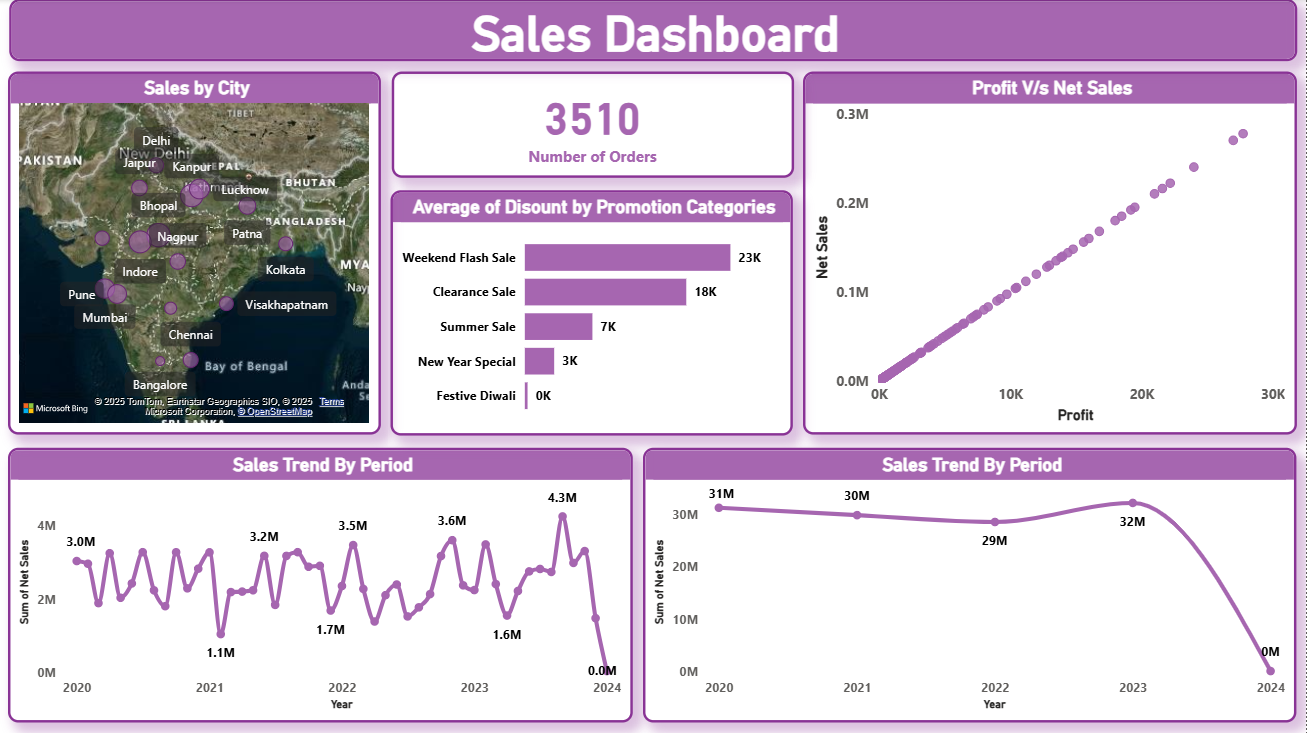 Sales Dashboard
Sales by City
TIBET
Delhi
New Delhi
PAKISTAN
Jaipur
Kanpur
Lucknow
BHUTAN
Bhopal
BANGLADESH
Nagpur
Patna
Indore
Kolkata
Pune
Visakhapatnam
Mumbai
Chennai
Bay of Bengal
Bangalore
Microsoft Bing
© 2025 TomTom, Earthstar Geographics SIO, © 2025 Terms
Microsoft Corporation, © OpenStreetMap
3510
Number of Orders
Average of Disount by Promotion Categories
Weekend Flash Sale 23K
Clearance Sale 18K
Summer Sale 7K
New Year Special 3K
Festive Diwali 0K
Profit V/s Net Sales
0.3M
0.2M
0.1M
0.0M
Net Sales
0K 10K 20K 30K
Profit
Sales Trend By Period
4M
2M
0M
Sum of Net Sales
3.0M
1.1M
3.2M
1.7M
3.5M
3.6M
1.6M
4.3M
0.0M
2020 2021 2022 2023 2024
Year
Sales Trend By Period
30M
20M
10M
0M
Sum of Net Sales
31M
30M
29M
32M
0M
2020 2021 2022 2023 2024
Year